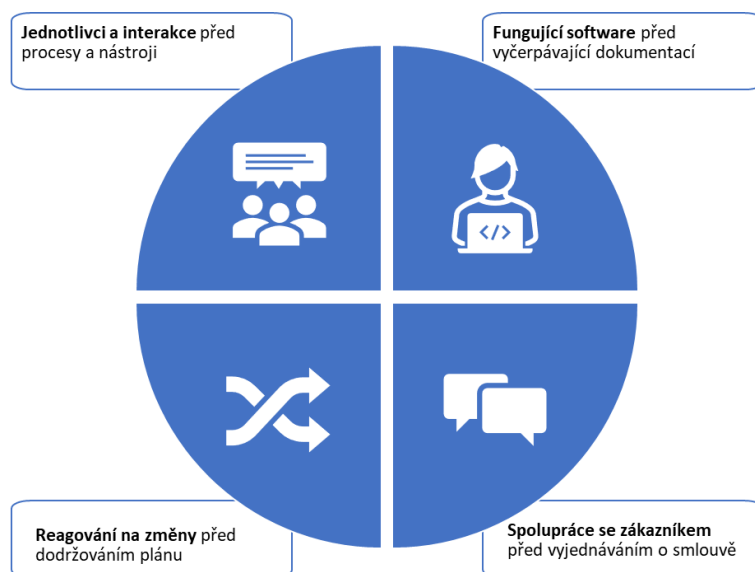 Jednotlivci a interakce před
procesy a nástroji
Fungující software před
vyčerpávající dokumentací
</>
Reagování na změny před
dodržováním plánu
Spolupráce se zákazníkem
před vyjednáváním o smlouvě